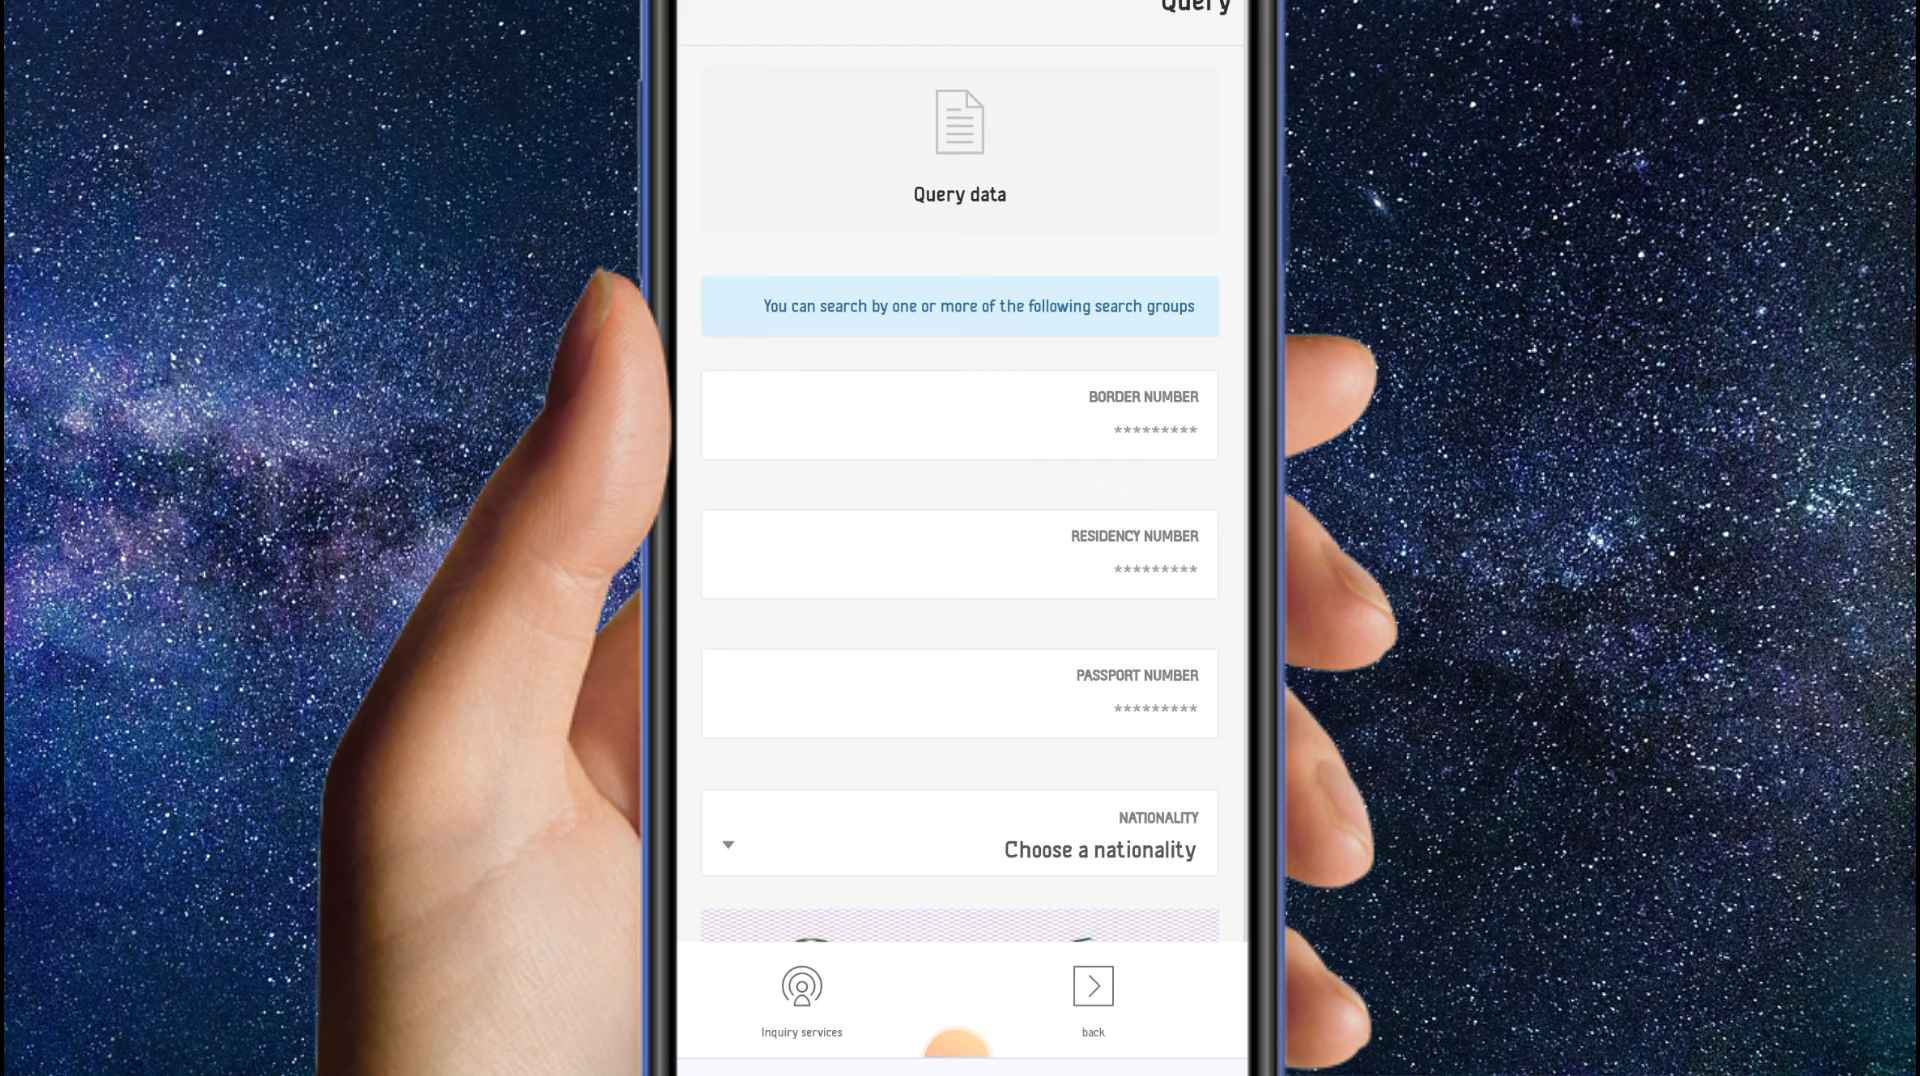 Query
Query data
You can search by one or more of the following search groups
BORDER NUMBER
*********
RESIDENCY NUMBER
*********
PASSPORT NUMBER
*********
NATIONALITY
Choose a nationality
Inquiry services
back